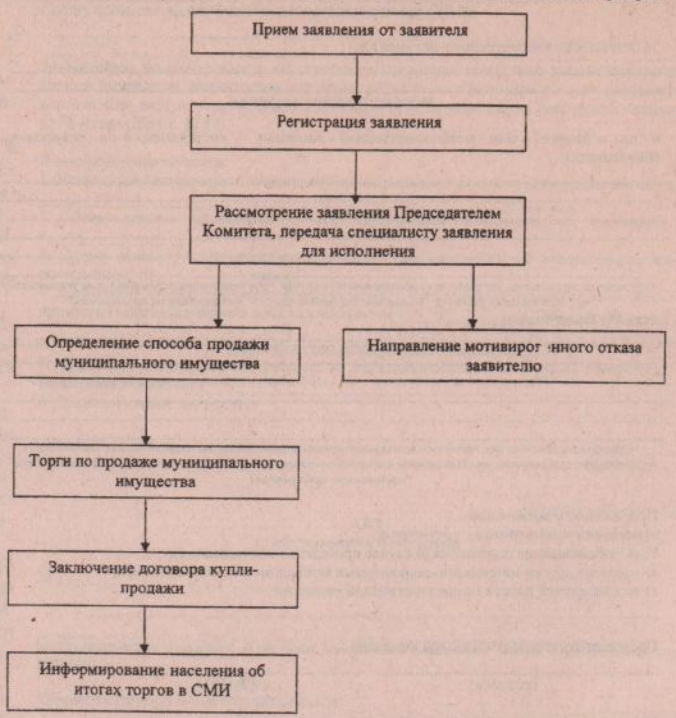 Прием заявления от заявителя
Регистрация заявления
Рассмотрение заявления Председателем
Комитета, передача специалисту заявления
для исполнения
Определение способа продажи
муниципального имущества
Направление отказа
заявителю
Торги по продаже муниципального
имущества
Заключение договора купли-
продажи
Информирование населения об
итогах торгов в СМИ